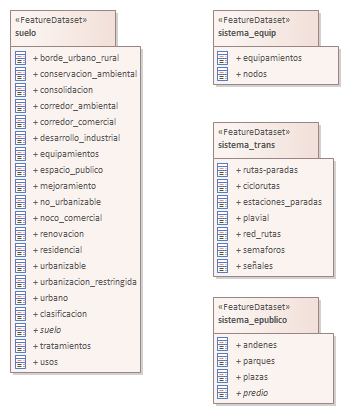 «FeatureDataset»
suelo
+ borde_urbano_rural
+ conservacion_ambiental
+ consolidacion
+ corredor_ambiental
+ corredor_comercial
+ desarrollo_industrial
+ equipamientos
+ espacio_publico
+ mejoramiento
+ no_urbanizable
+ noco_comercial
+ renovacion
+ residencial
+ urbanizable
+ urbanizacion_restringida
+ urbano
+ clasificacion
+ suelo
+ tratamientos
+ usos
«FeatureDataset»
sistema_equip
+ equipamientos
+ nodos
«FeatureDataset»
sistema_trans
+ rutas-paradas
+ ciclorutas
+ estaciones_paradas
+ plavial
+ red_rutas
+ semaforos
+ señales
«FeatureDataset»
sistema_epublico
+ andenes
+ parques
+ plazas
+ predio